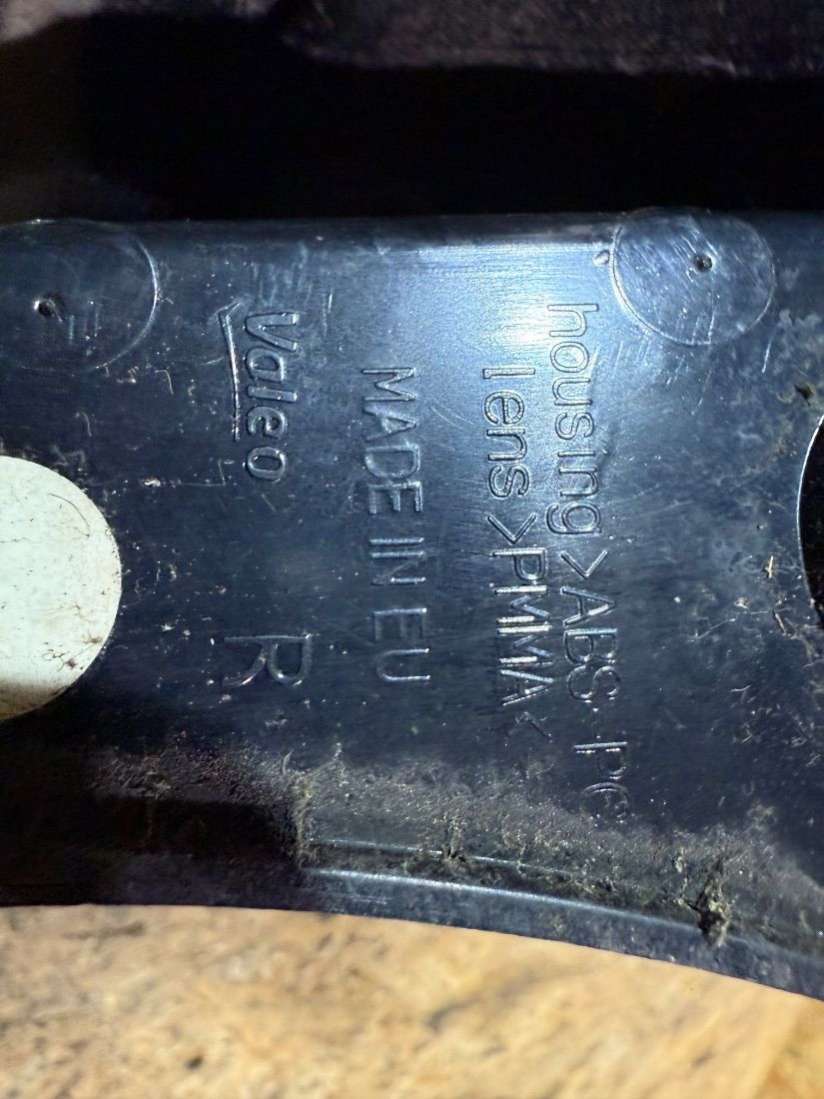 housing>ABS+PC
lens>PMMA<
MADE IN EU
Valeo
R